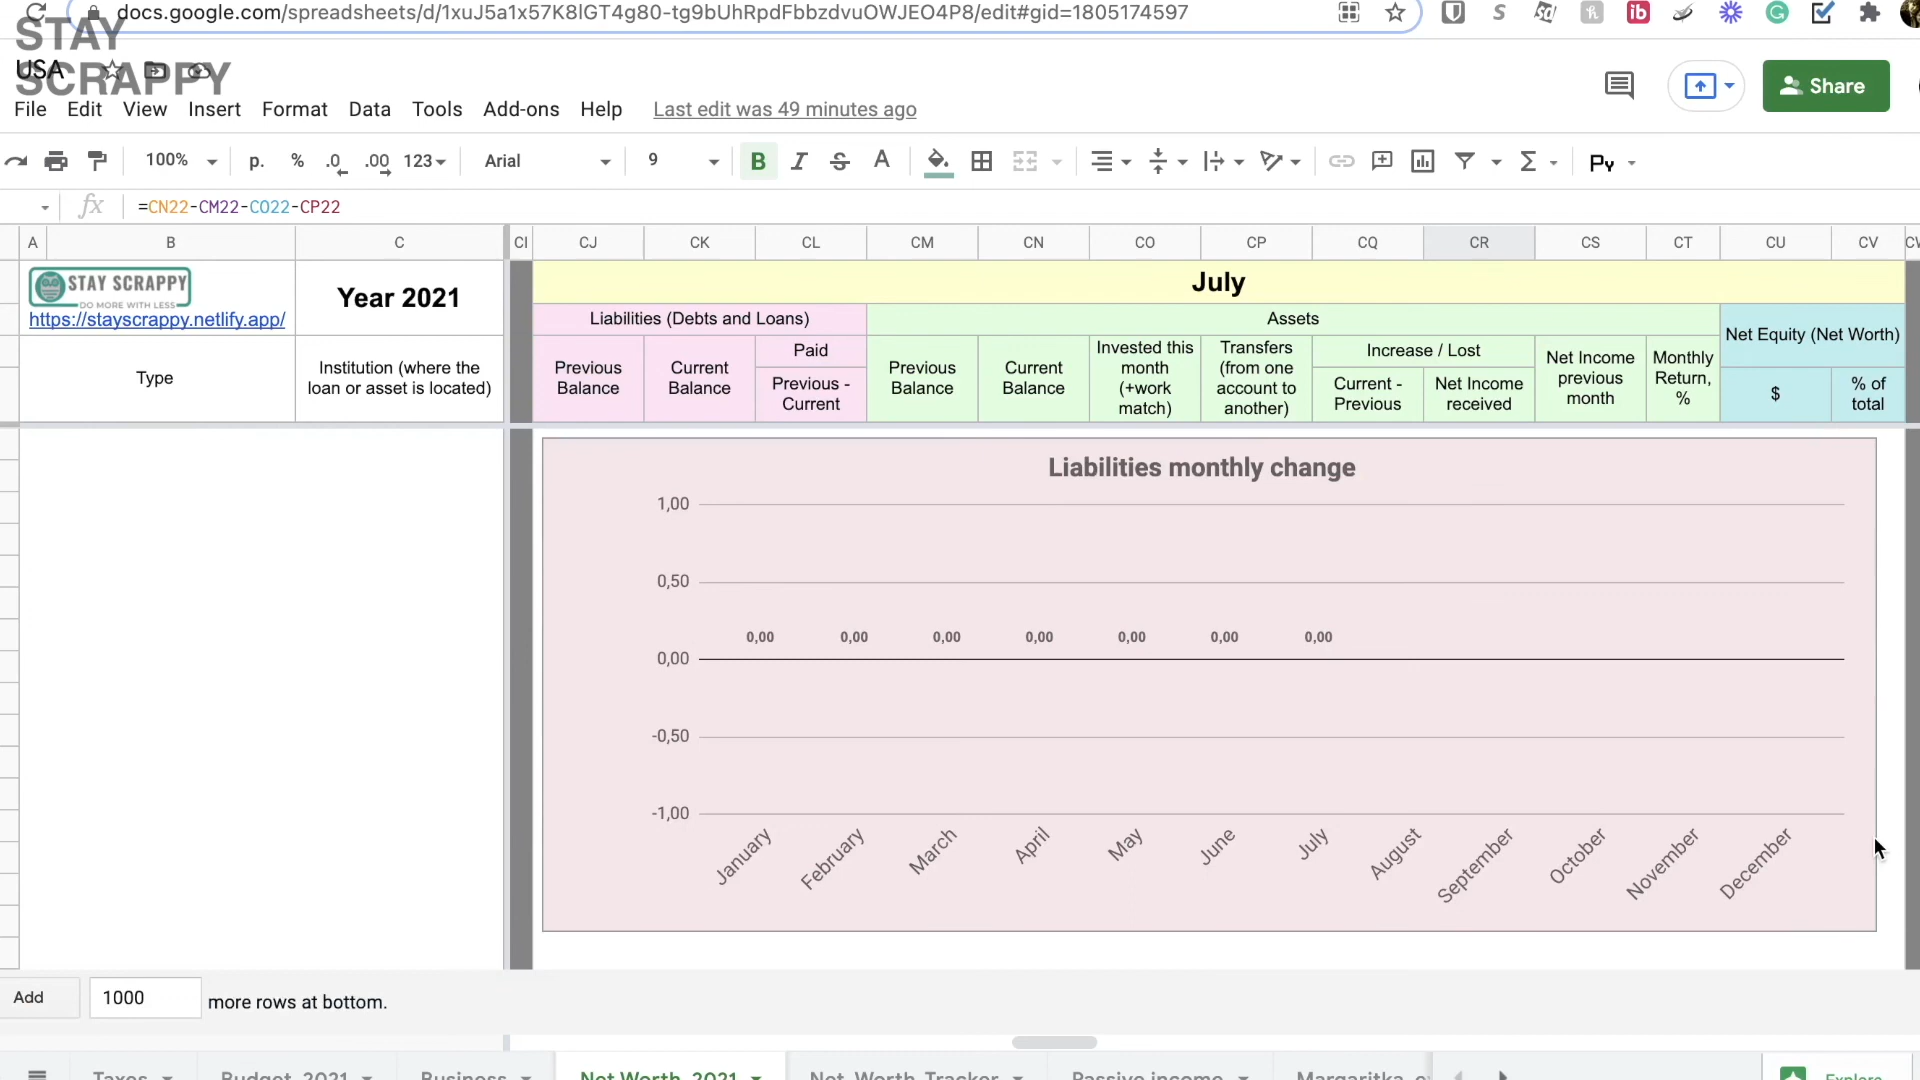 docs.google.com/spreadsheets/d/1xuJ5a1x57K8lGT4g80-tg9bUhRpdFbbzdvuOWJEO4P8/edit#gid=1805174597
STAY
SCRAPPY
USA
Share
File Edit View Insert Format Data Tools Add-ons Help Last edit was 49 minutes ago
100% p. % .0 .00 123 Arial 9 B A Σ Py
fx =CN22-CM22-CO22-CP22
A B C CI CJ CK CL CM CN CO CP CQ CR CS CT CU CV
STAY SCRAPPY
DO MORE WITH LESS
https://stayscrappy.netlify.app/
Year 2021
July
Liabilities (Debts and Loans) Assets Net Equity (Net Worth)
Type
Institution (where the
loan or asset is located)
Previous
Balance
Current
Balance
Paid
Previous -
Current
Previous
Balance
Current
Balance
Invested this
month
(+work
match)
Transfers
(from one
account to
another)
Increase / Lost
Current -
Previous
Net Income
received
Net Income
previous
month
Monthly
Return,
%
$
% of
total
Liabilities monthly change
1,00
0,50
0,00 0,00 0,00 0,00 0,00 0,00 0,00
0,00
-0,50
-1,00
January February March April May June July August September October November December
Add 1000 more rows at bottom.
Taxes Budget 2021 Business Net Worth 2021 Net Worth Tracker Passive income Explore